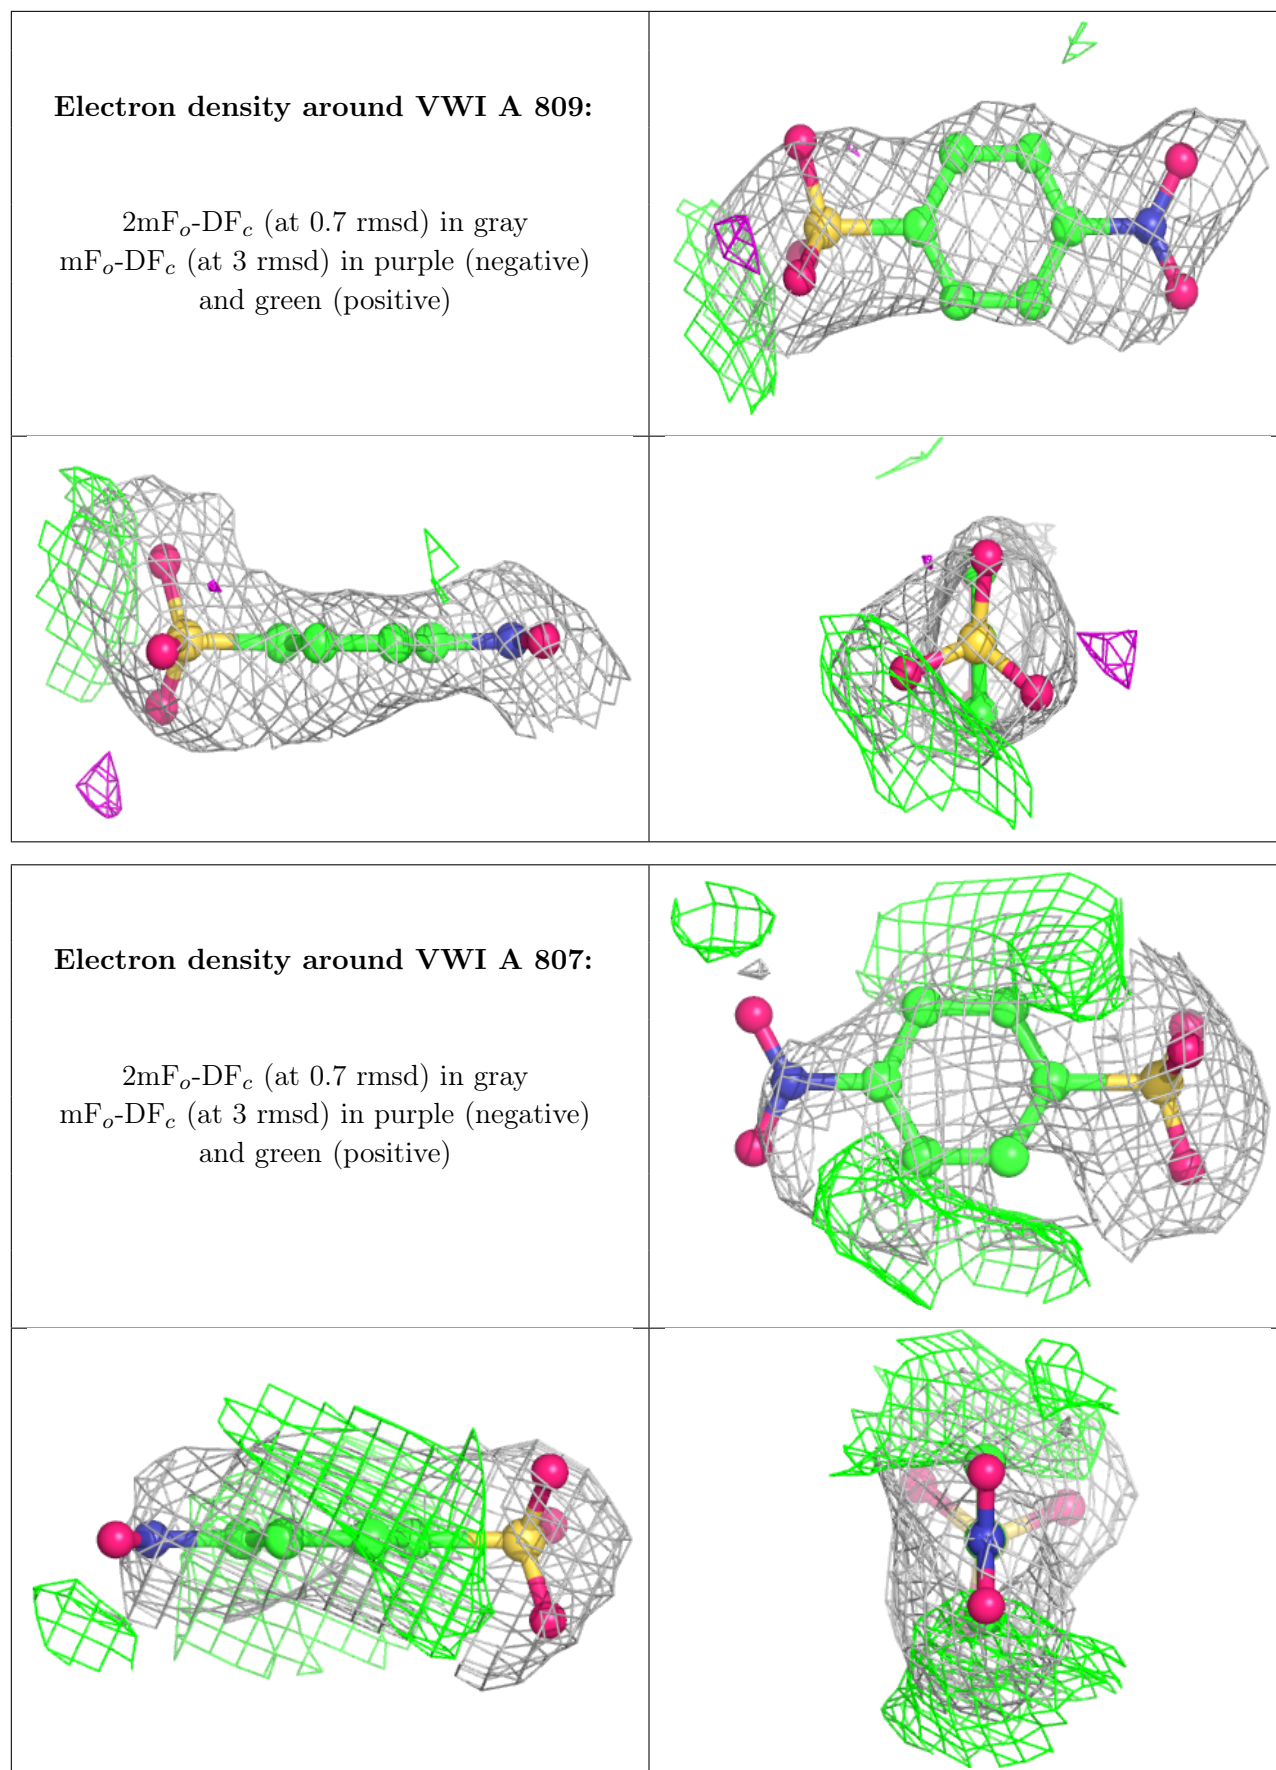 Electron density around VWI A 809:
2mFo-DFc (at 0.7 rmsd) in gray
mFo-DFc (at 3 rmsd) in purple (negative)
and green (positive)
Electron density around VWI A 807:
2mFo-DFc (at 0.7 rmsd) in gray
mFo-DFc (at 3 rmsd) in purple (negative)
and green (positive)